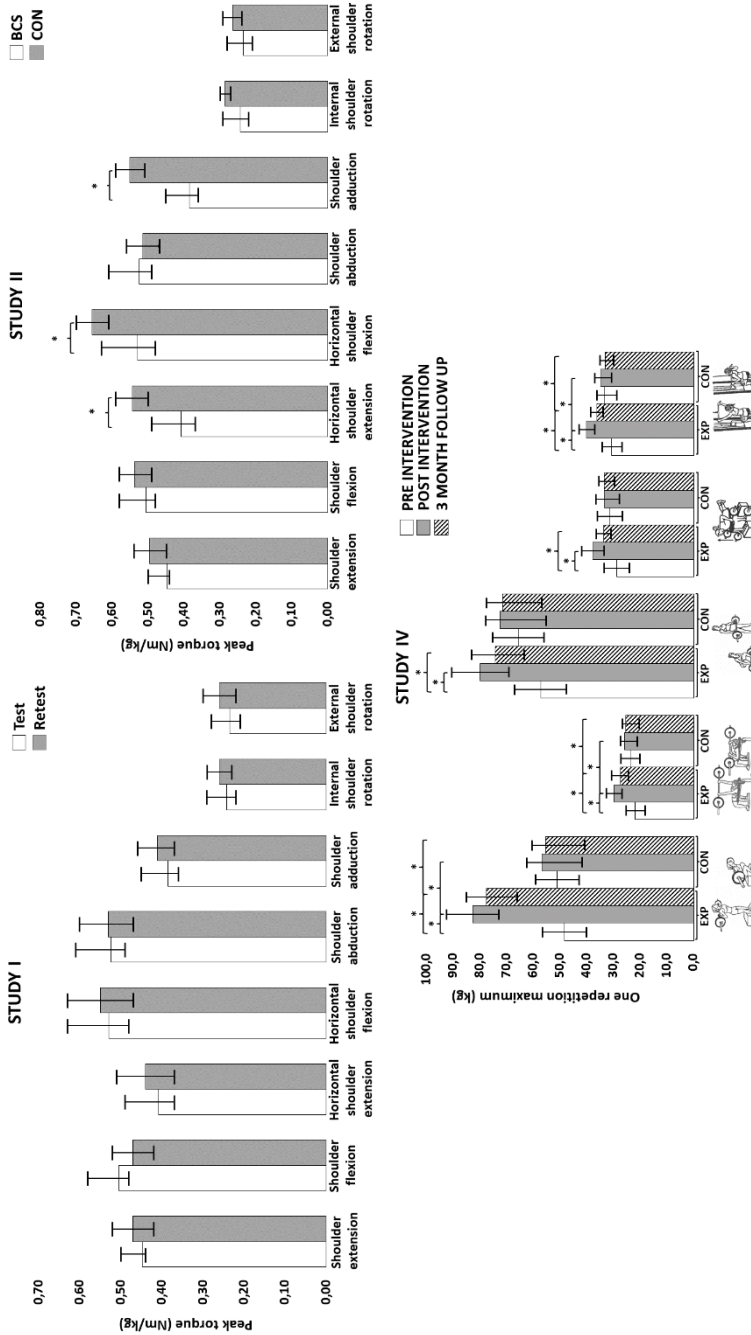 STUDY I
Test
Retest
Peak torque (Nm/kg)
0,70
0,60
0,50
0,40
0,30
0,20
0,10
0,00
Shoulder
extension
Shoulder
flexion
Horizontal
shoulder
extension
Horizontal
shoulder
flexion
Shoulder
abduction
Shoulder
adduction
Internal
shoulder
rotation
External
shoulder
rotation
STUDY II
BCS
CON
Peak torque (Nm/kg)
0,80
0,70
0,60
0,50
0,40
0,30
0,20
0,10
0,00
*
*
*
Shoulder
extension
Shoulder
flexion
Horizontal
shoulder
extension
Horizontal
shoulder
flexion
Shoulder
abduction
Shoulder
adduction
Internal
shoulder
rotation
External
shoulder
rotation
STUDY IV
PRE INTERVENTION
POST INTERVENTION
3 MONTH FOLLOW UP
One repetition maximum (kg)
100,0
90,0
80,0
70,0
60,0
50,0
40,0
30,0
20,0
10,0
0,0
* * * *
* * * *
* *
* *
* * * *
EXP CON EXP CON EXP CON EXP CON EXP CON